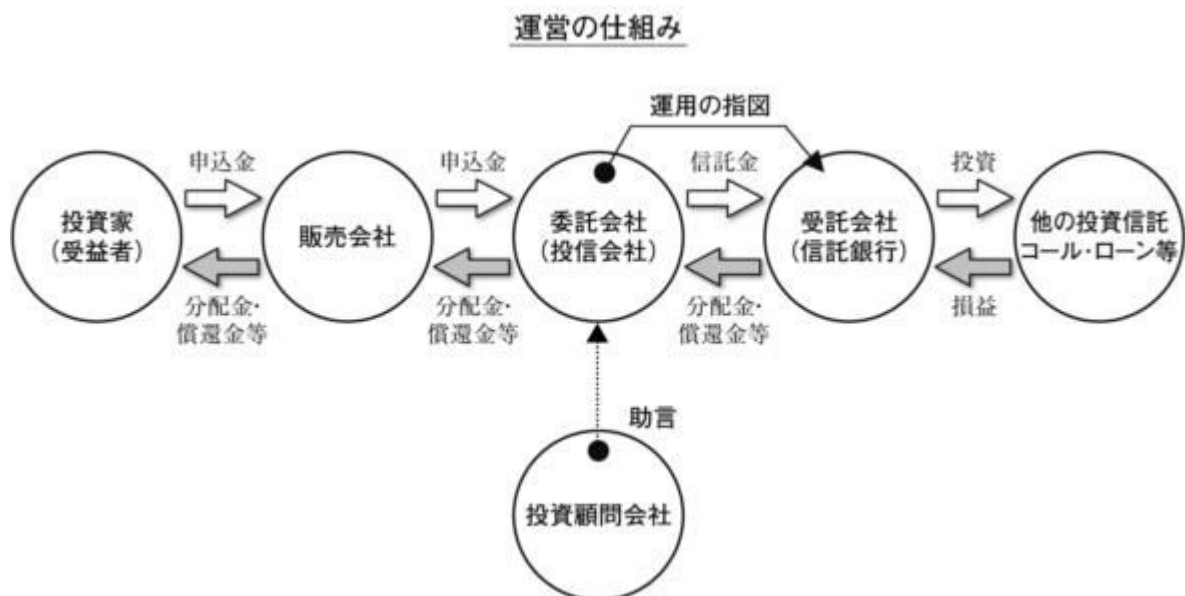 運営の仕組み
運用の指図
申込金
申込金
信託金
投資
投資家
(受益者)
販売会社
委託会社
(投信会社)
受託会社
(信託銀行)
他の投資信託
コール・ローン等
分配金・
償還金等
分配金・
償還金等
分配金・
償還金等
損益
助言
投資顧問会社